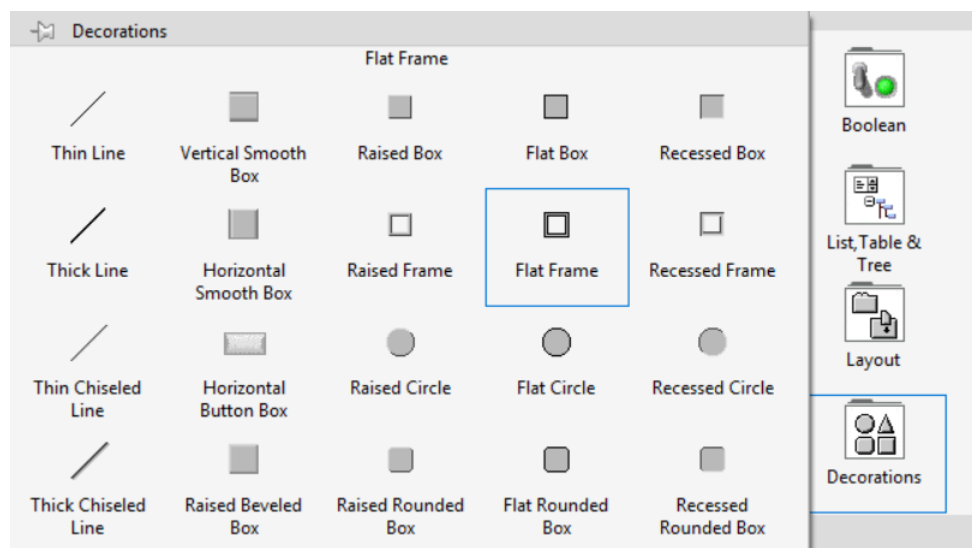 Decorations
Flat Frame
Thin Line
Vertical Smooth
Box
Raised Box
Flat Box
Recessed Box
Thick Line
Horizontal
Smooth Box
Raised Frame
Flat Frame
Recessed Frame
Thin Chiseled
Line
Horizontal
Button Box
Raised Circle
Flat Circle
Recessed Circle
Thick Chiseled
Line
Raised Beveled
Box
Raised Rounded
Box
Flat Rounded
Box
Recessed
Rounded Box
Boolean
List,Table &
Tree
Layout
Decorations